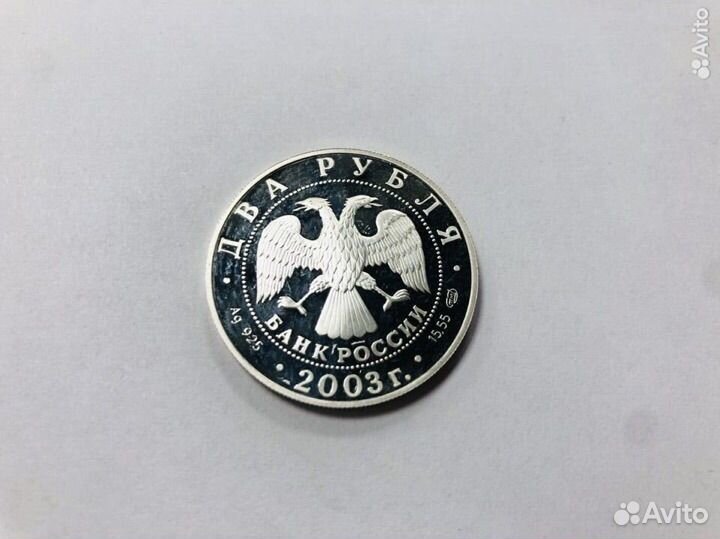 Avito
ДВА РУБЛЯ
БАНК РОССИИ
Ag 925
15,55
• 2003 г. •
Avito